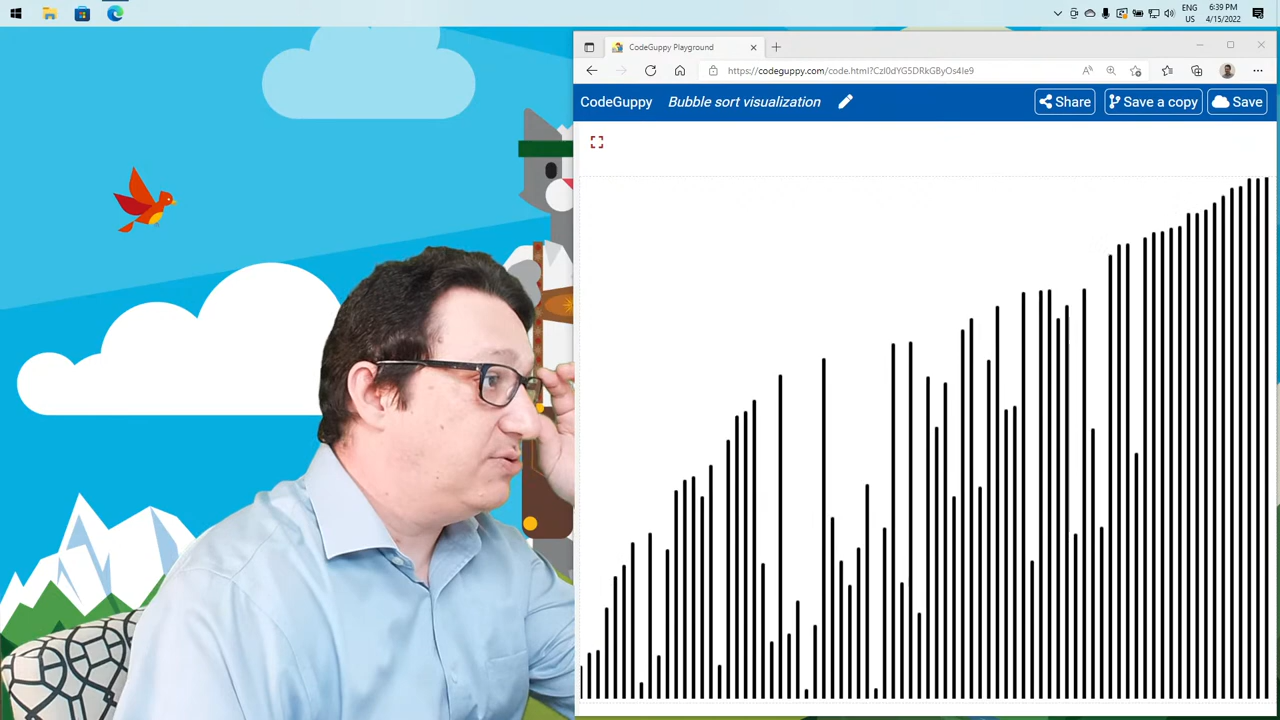 ENG
US
6:39 PM
4/15/2022
CodeGuppy Playground
https://codeguppy.com/code.html?CzI0dYG5DRkGByOs4Ie9
CodeGuppy
Bubble sort visualization
Share
Save a copy
Save